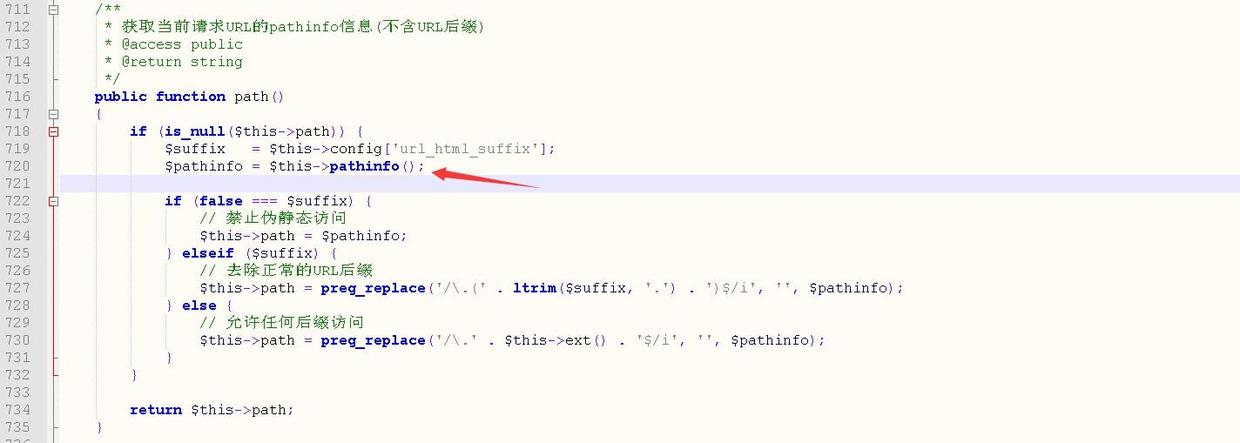 711 /**
712 * 获取当前请求URL的pathinfo信息(不含URL后缀)
713 * @access public
714 * @return string
715 */
716 public function path()
717 {
718 if (is_null($this->path)) {
719 $suffix   = $this->config['url_html_suffix'];
720 $pathinfo = $this->pathinfo();
721
722 if (false === $suffix) {
723 // 禁止伪静态访问
724 $this->path = $pathinfo;
725 } elseif ($suffix) {
726 // 去除正常的URL后缀
727 $this->path = preg_replace('/\.(' . ltrim($suffix, '.') . ')$/i', '', $pathinfo);
728 } else {
729 // 允许任何后缀访问
730 $this->path = preg_replace('/\.' . $this->ext() . '$/i', '', $pathinfo);
731 }
732 }
733
734 return $this->path;
735 }